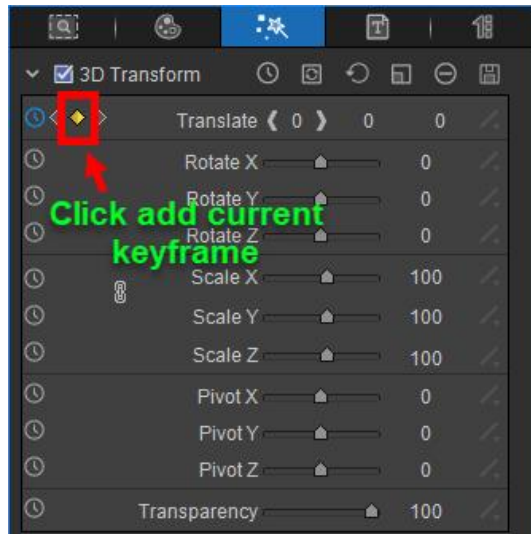 3D Transform
Translate 0 0 0
Rotate X 0
Rotate Y 0
Rotate Z 0
Click add current
keyframe
Scale X 100
Scale Y 100
Scale Z 100
Pivot X 0
Pivot Y 0
Pivot Z 0
Transparency 100